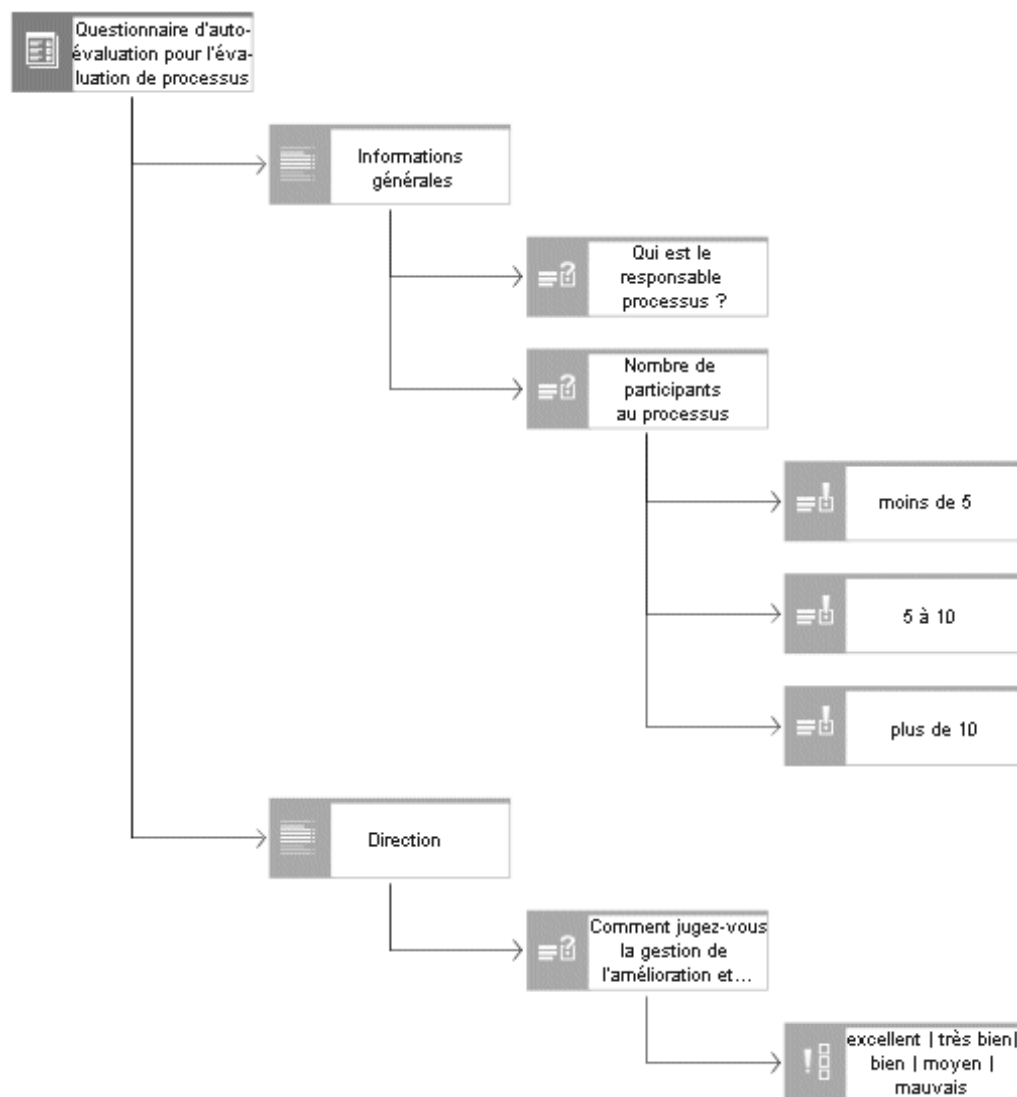 Questionnaire d'auto-
évaluation pour l'éva-
luation de processus
Informations
générales
Qui est le
responsable
processus ?
Nombre de
participants
au processus
moins de 5
5 à 10
plus de 10
Direction
Comment jugez-vous
la gestion de
l'amélioration et...
excellent | très bien|
bien | moyen |
mauvais